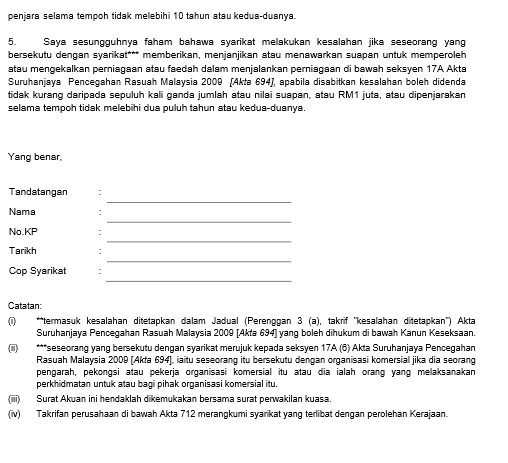 penjara selama tempoh tidak melebihi 10 tahun atau kedua-duanya.
5. Saya sesungguhnya faham bahawa syarikat melakukan kesalahan jika seseorang yang
bersekutu dengan syarikat*** memberikan, menjanjikan atau menawarkan suapan untuk memperoleh
atau mengekalkan perniagaan atau faedah dalam menjalankan perniagaan di bawah seksyen 17A Akta
Suruhanjaya Pencegahan Rasuah Malaysia 2009 [Akta 694], apabila disabitkan kesalahan boleh didenda
tidak kurang daripada sepuluh kali ganda jumlah atau nilai suapan, atau RM1 juta, atau dipenjarakan
selama tempoh tidak melebihi dua puluh tahun atau kedua-duanya.
Yang benar,
Tandatangan :
Nama :
No.KP :
Tarikh :
Cop Syarikat :
Catatan:
(i) **termasuk kesalahan ditetapkan dalam Jadual (Perenggan 3 (a), takrif "kesalahan ditetapkan") Akta
Suruhanjaya Pencegahan Rasuah Malaysia 2009 [Akta 694] yang boleh dihukum di bawah Kanun Keseksaan.
(ii) ***seseorang yang bersekutu dengan syarikat merujuk kepada seksyen 17A (6) Akta Suruhanjaya Pencegahan
Rasuah Malaysia 2009 [Akta 694], iaitu seseorang itu bersekutu dengan organisasi komersial jika dia seorang
pengarah, pekongsi atau pekerja organisasi komersial itu atau dia ialah orang yang melaksanakan
perkhidmatan untuk atau bagi pihak organisasi komersial itu.
(iii) Surat Akuan ini hendaklah dikemukakan bersama surat perwakilan kuasa.
(iv) Takrifan perusahaan di bawah Akta 712 merangkumi syarikat yang terlibat dengan perolehan Kerajaan.